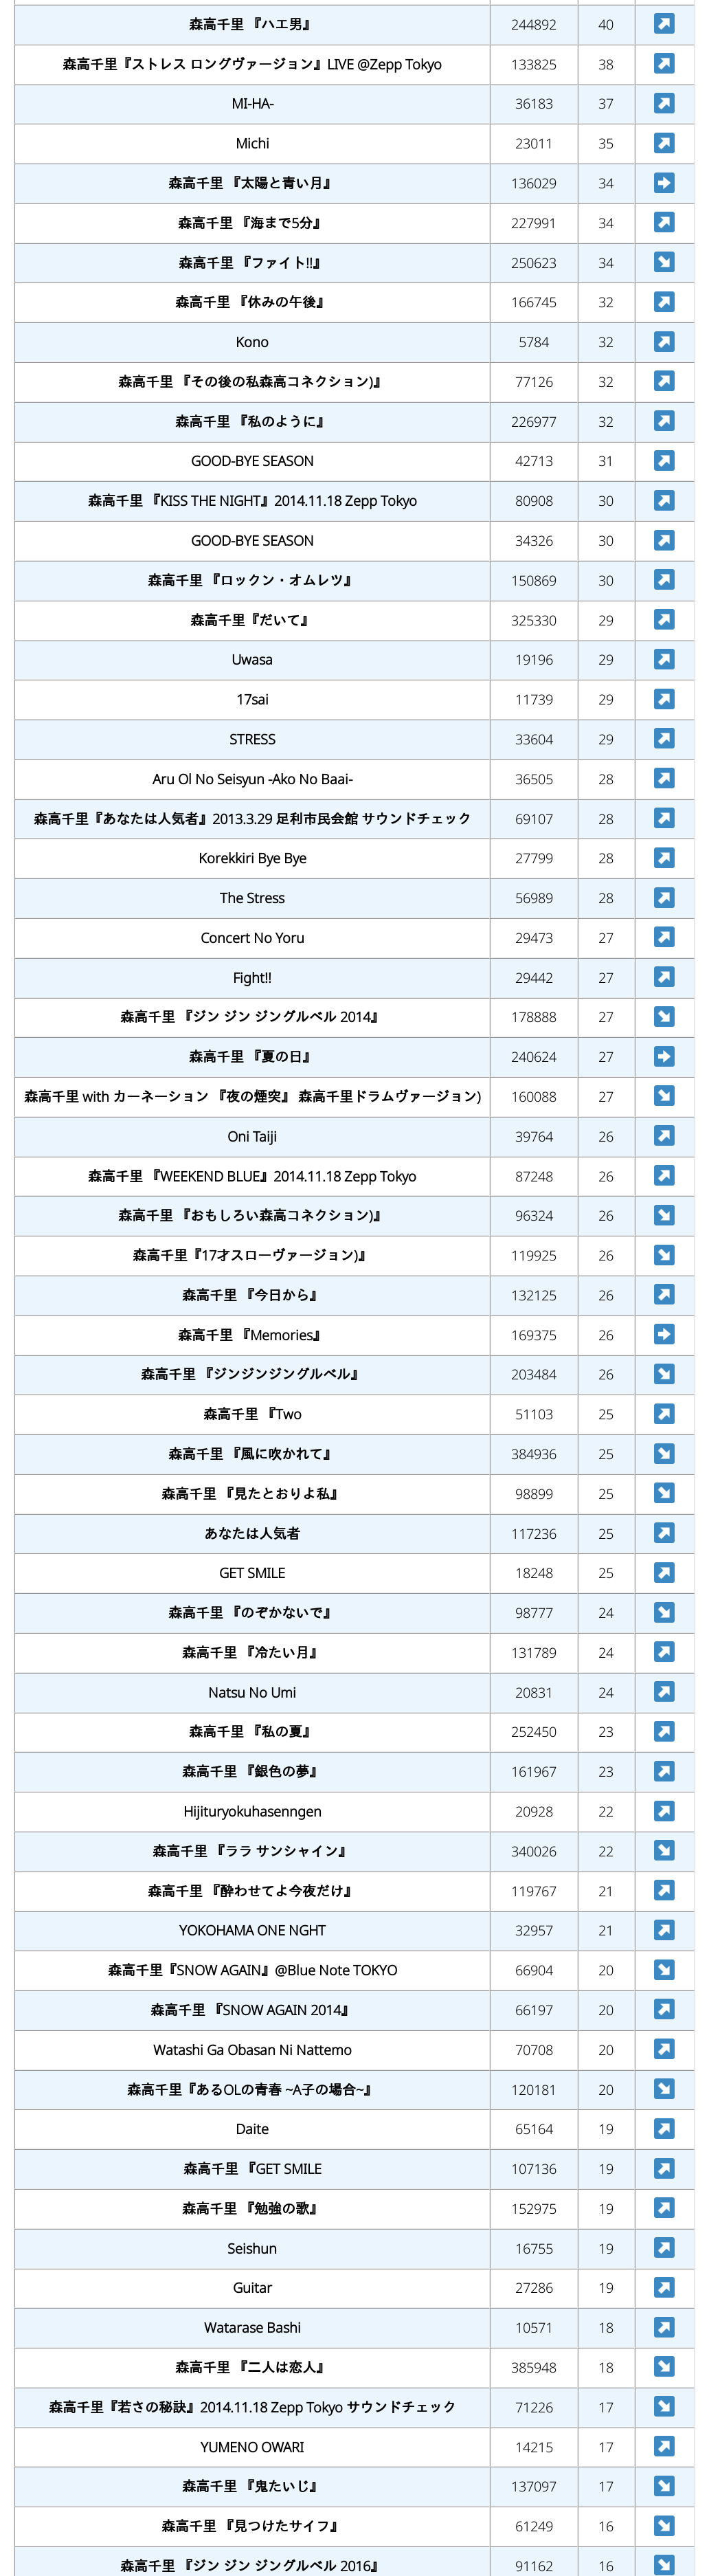 森高千里 『ハエ男』 244892 40
森高千里『ストレス ロングヴァージョン』LIVE @Zepp Tokyo 133825 38
MI-HA- 36183 37
Michi 23011 35
森高千里 『太陽と青い月』 136029 34
森高千里 『海まで5分』 227991 34
森高千里 『ファイト!!』 250623 34
森高千里 『休みの午後』 166745 32
Kono 5784 32
森高千里 『その後の私森高コネクション)』 77126 32
森高千里 『私のように』 226977 32
GOOD-BYE SEASON 42713 31
森高千里 『KISS THE NIGHT』2014.11.18 Zepp Tokyo 80908 30
GOOD-BYE SEASON 34326 30
森高千里 『ロックン・オムレツ』 150869 30
森高千里『だいて』 325330 29
Uwasa 19196 29
17sai 11739 29
STRESS 33604 29
Aru Ol No Seisyun -Ako No Baai- 36505 28
森高千里『あなたは人気者』2013.3.29 足利市民会館 サウンドチェック 69107 28
Korekkiri Bye Bye 27799 28
The Stress 56989 28
Concert No Yoru 29473 27
Fight!! 29442 27
森高千里 『ジン ジン ジングルベル 2014』 178888 27
森高千里 『夏の日』 240624 27
森高千里 with カーネーション 『夜の煙突』 森高千里ドラムヴァージョン) 160088 27
Oni Taiji 39764 26
森高千里 『WEEKEND BLUE』2014.11.18 Zepp Tokyo 87248 26
森高千里 『おもしろい森高コネクション)』 96324 26
森高千里『17才スローヴァージョン)』 119925 26
森高千里 『今日から』 132125 26
森高千里 『Memories』 169375 26
森高千里 『ジンジンジングルベル』 203484 26
森高千里 『Two 51103 25
森高千里 『風に吹かれて』 384936 25
森高千里 『見たとおりよ私』 98899 25
あなたは人気者 117236 25
GET SMILE 18248 25
森高千里 『のぞかないで』 98777 24
森高千里 『冷たい月』 131789 24
Natsu No Umi 20831 24
森高千里 『私の夏』 252450 23
森高千里 『銀色の夢』 161967 23
Hijituryokuhasenngen 20928 22
森高千里 『ララ サンシャイン』 340026 22
森高千里 『酔わせてよ今夜だけ』 119767 21
YOKOHAMA ONE NGHT 32957 21
森高千里『SNOW AGAIN』@Blue Note TOKYO 66904 20
森高千里 『SNOW AGAIN 2014』 66197 20
Watashi Ga Obasan Ni Nattemo 70708 20
森高千里『あるOLの青春 ~A子の場合~』 120181 20
Daite 65164 19
森高千里 『GET SMILE 107136 19
森高千里 『勉強の歌』 152975 19
Seishun 16755 19
Guitar 27286 19
Watarase Bashi 10571 18
森高千里 『二人は恋人』 385948 18
森高千里『若さの秘訣』2014.11.18 Zepp Tokyo サウンドチェック 71226 17
YUMENO OWARI 14215 17
森高千里 『鬼たいじ』 137097 17
森高千里 『見つけたサイフ』 61249 16
森高千里 『ジン ジン ジングルベル 2016』 91162 16